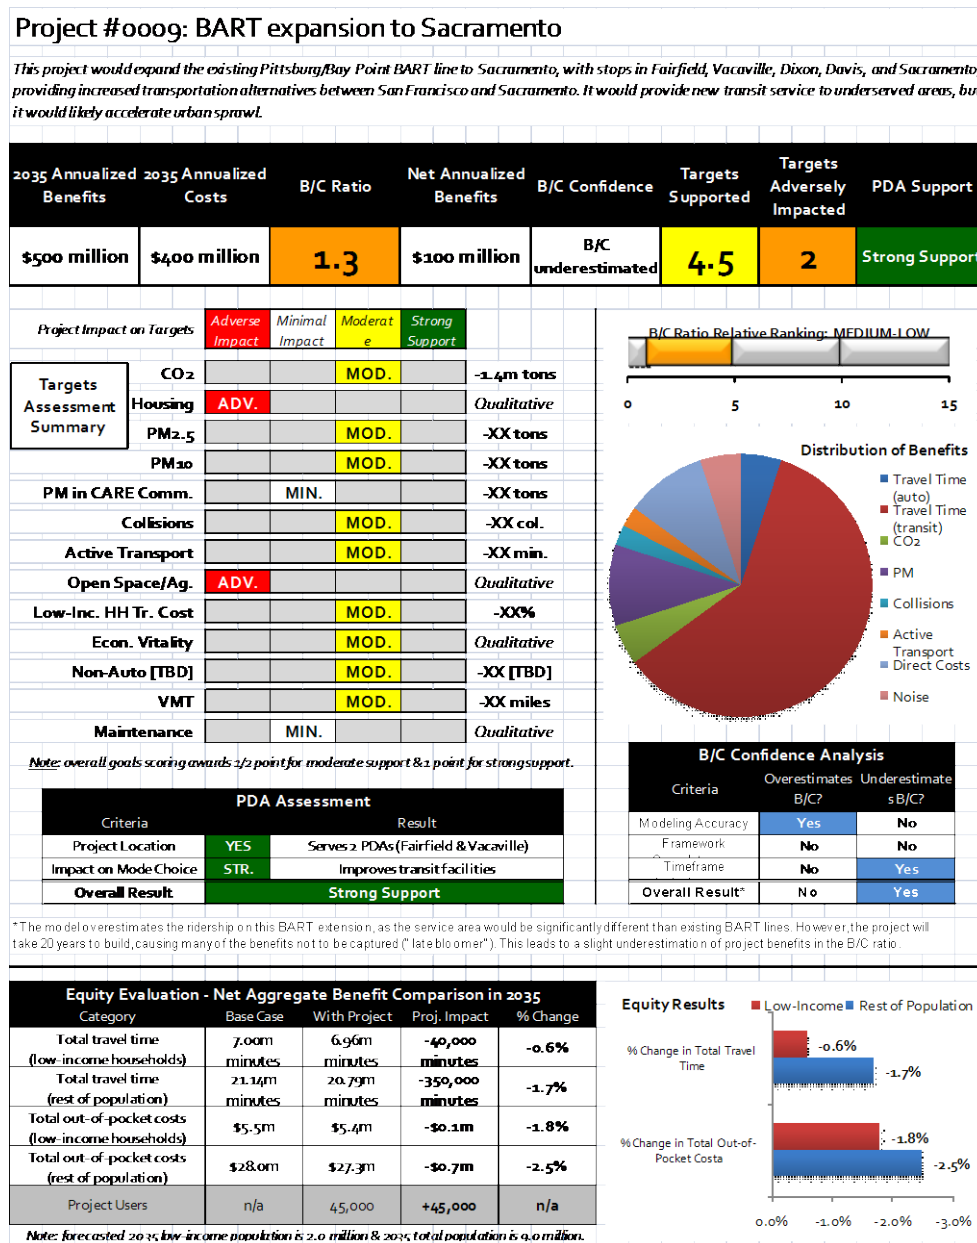 Project #0009: BART expansion to Sacramento
This project would expand the existing Pittsburg/Bay Point BART line to Sacramento, with stops in Fairfield, Vacaville, Dixon, Davis, and Sacramento,
providing increased transportation alternatives between San Francisco and Sacramento. It would provide new transit service to underserved areas, but
it would likely accelerate urban sprawl.
2035 Annualized Benefits
2035 Annualized Costs
B/C Ratio
Net Annualized Benefits
B/C Confidence
Targets Supported
Targets Adversely Impacted
PDA Support
$500 million
$400 million
1.3
$100 million
B/C underestimated
4.5
2
Strong Support
Project Impact on Targets
Adverse Impact
Minimal Impact
Moderat e
Strong Support
Targets Assessment Summary
CO2 MOD. -1.4m tons
Housing ADV. Qualitative
PM2.5 MOD. -XX tons
PM10 MOD. -XX tons
PM in CARE Comm. MIN. -XX tons
Collisions MOD. -XX col.
Active Transport MOD. -XX min.
Open Space/Ag. ADV. Qualitative
Low-Inc. HH Tr. Cost MOD. -XX%
Econ. Vitality MOD. Qualitative
Non-Auto [TBD] MOD. -XX [TBD]
VMT MOD. -XX miles
Maintenance MIN. Qualitative
Note: overall goals scoring awards 1/2 point for moderate support & 1 point for strong support.
B/C Ratio Relative Ranking: MEDIUM-LOW
0 5 10 15
Distribution of Benefits
Travel Time (auto)
Travel Time (transit)
CO2
PM
Collisions
Active Transport
Direct Costs
Noise
PDA Assessment
Criteria Result
Project Location YES Serves 2 PDAs (Fairfield & Vacaville)
Impact on Mode Choice STR. Improves transit facilities
Overall Result Strong Support
B/C Confidence Analysis
Criteria
Overestimates B/C?
Underestimate s B/C?
Modeling Accuracy Yes No
Framework No No
Timeframe No Yes
Overall Result* No Yes
*The model overestimates the ridership on this BART extension, as the service area would be significantly different than existing BART lines. However, the project will
take 20 years to build, causing many of the benefits not to be captured ("late bloomer"). This leads to a slight underestimation of project benefits in the B/C ratio.
Equity Evaluation - Net Aggregate Benefit Comparison in 2035
Category Base Case With Project Proj. Impact % Change
Total travel time (low-income households) 7.00m minutes 6.96m minutes -40,000 minutes -0.6%
Total travel time (rest of population) 21.14m minutes 20.79m minutes -350,000 minutes -1.7%
Total out-of-pocket costs (low-income households) $5.5m $5.4m -$0.1m -1.8%
Total out-of-pocket costs (rest of population) $28.0m $27.3m -$0.7m -2.5%
Project Users n/a 45,000 +45,000 n/a
Note: forecasted 2035 low-income population is 2.0 million & 2035 total population is 9.0 million.
Equity Results
Low-Income
Rest of Population
% Change in Total Travel Time
-0.6%
-1.7%
% Change in Total Out-of-Pocket Costa
-1.8%
-2.5%
0.0% -1.0% -2.0% -3.0%